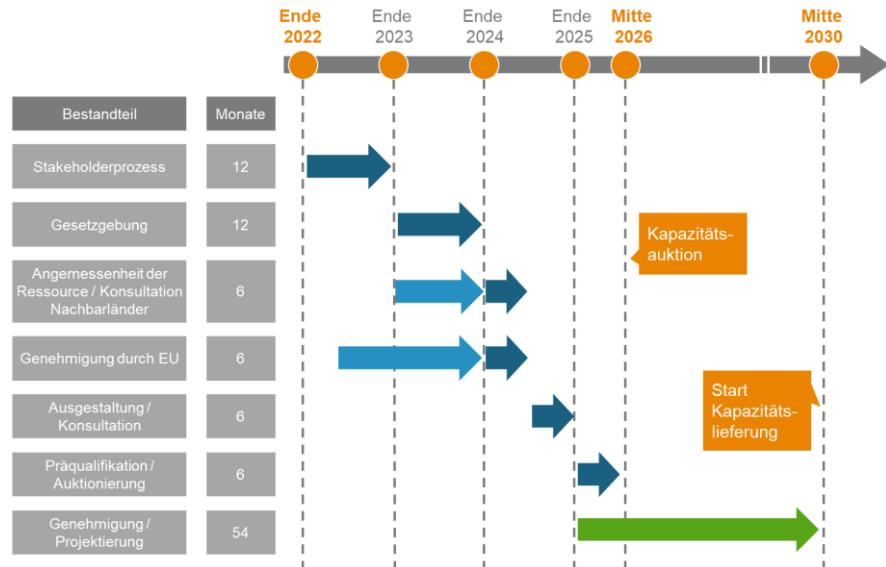 Ende
2022
Ende
2023
Ende
2024
Ende
2025
Mitte
2026
Mitte
2030
Bestandteil
Monate
Stakeholderprozess
12
Gesetzgebung
12
Kapazitäts-
auktion
Angemessenheit der
Ressource / Konsultation
Nachbarländer
6
Genehmigung durch EU
6
Start
Kapazitäts-
lieferung
Ausgestaltung /
Konsultation
6
Präqualifikation /
Auktionierung
6
Genehmigung /
Projektierung
54